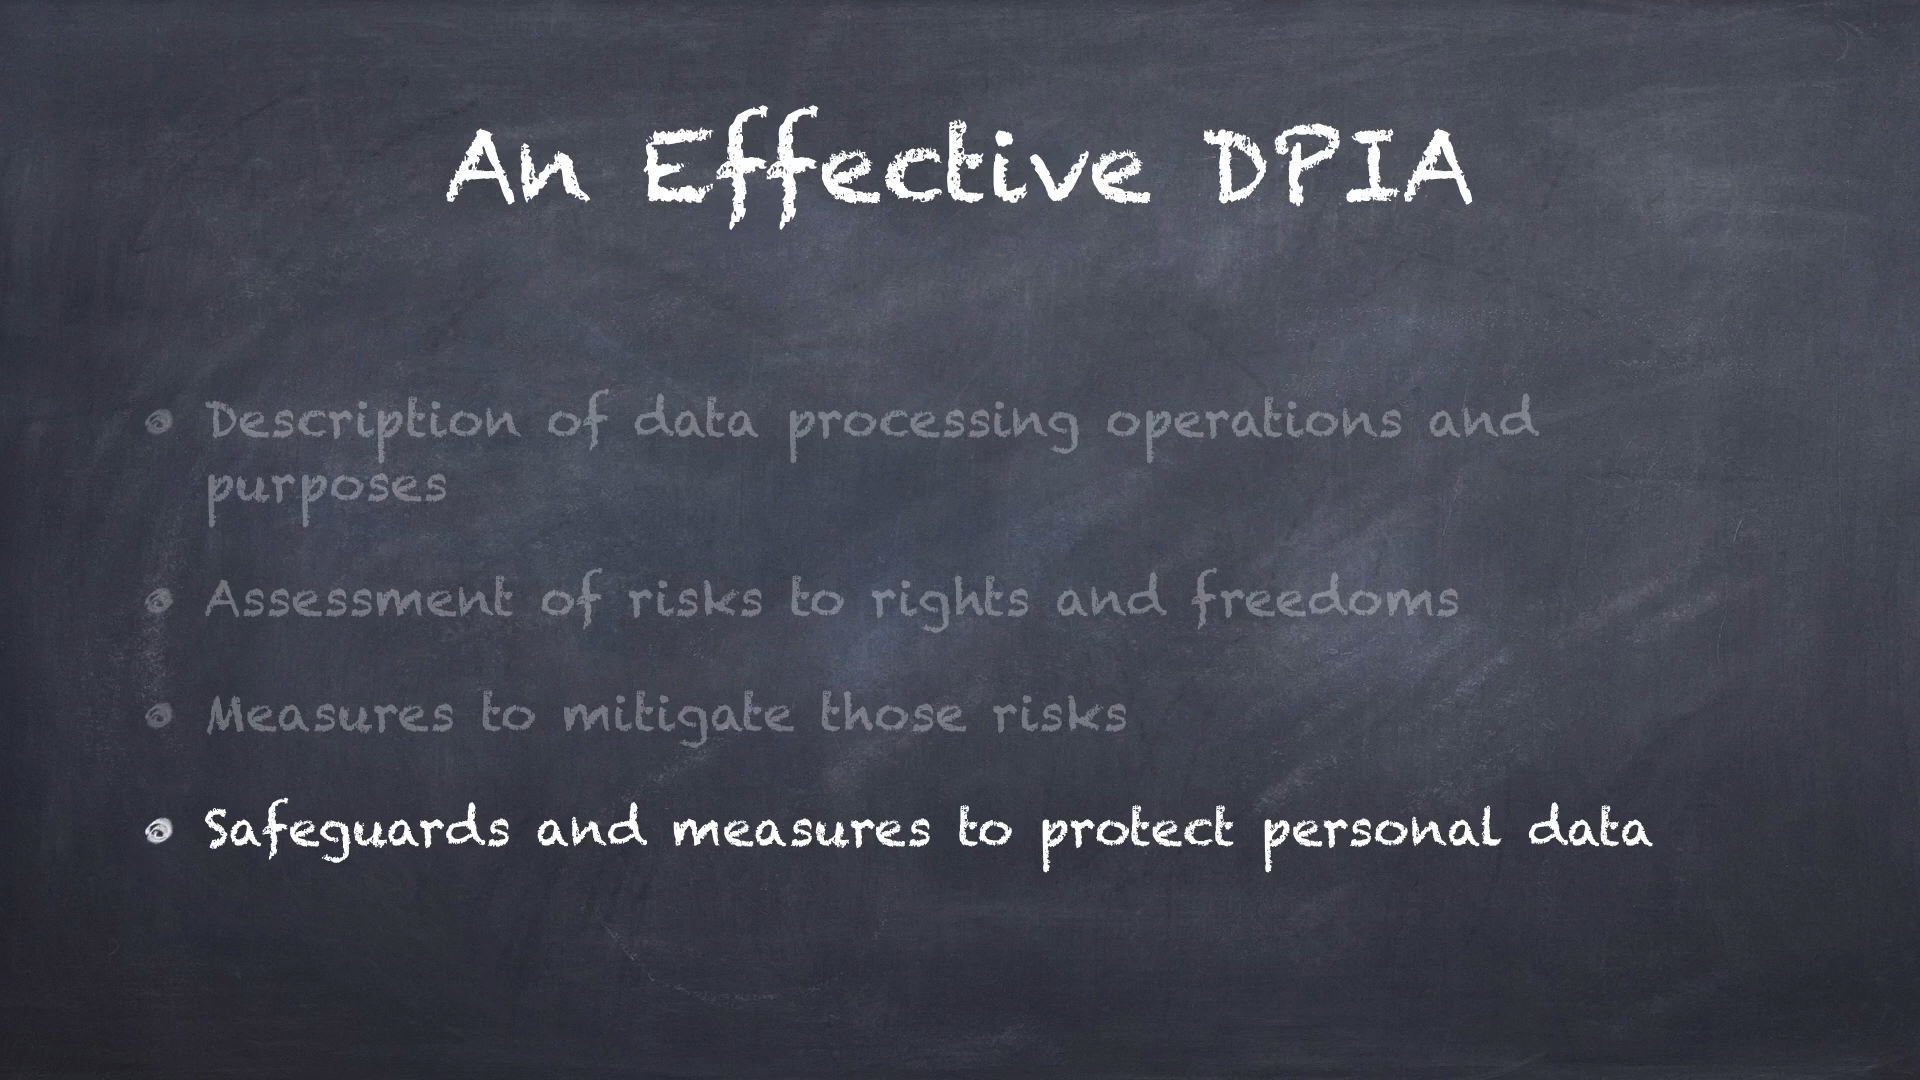 An Effective DPIA
Description of data processing operations and
purposes
Assessment of risks to rights and freedoms
Measures to mitigate those risks
Safeguards and measures to protect personal data